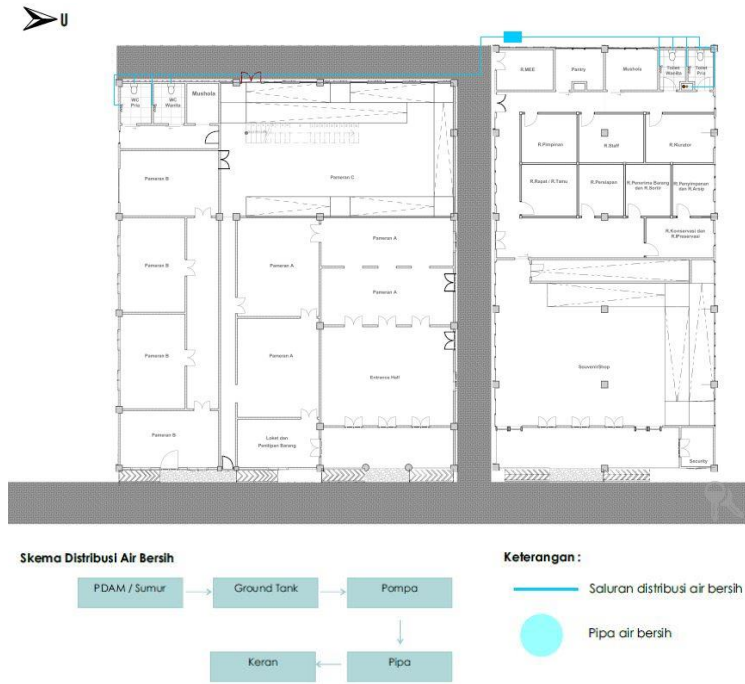 U
R.MEE
Pantry
Mushola
Toilet
Wanita
Toilet
Pria
WC
Pria
WC
Wanita
Mushola
R.Pimpinan
R.Staff
R.Kurator
Pameran B
Pameran C
R.Rapat / R.Tamu
R.Persiapan
R.Penerima Barang
dan R.Sortir
R.Penyimpanan
dan R.Arsip
Pameran A
R.Konservasi dan
R.Preservasi
Pameran B
Pameran A
Pameran A
Pameran B
Pameran A
Entrance Hall
SouvenirShop
Pameran B
Loket dan
Penitipan Barang
Security
Skema Distribusi Air Bersih
PDAM / Sumur
Ground Tank
Pompa
Keran
Pipa
Keterangan :
Saluran distribusi air bersih
Pipa air bersih